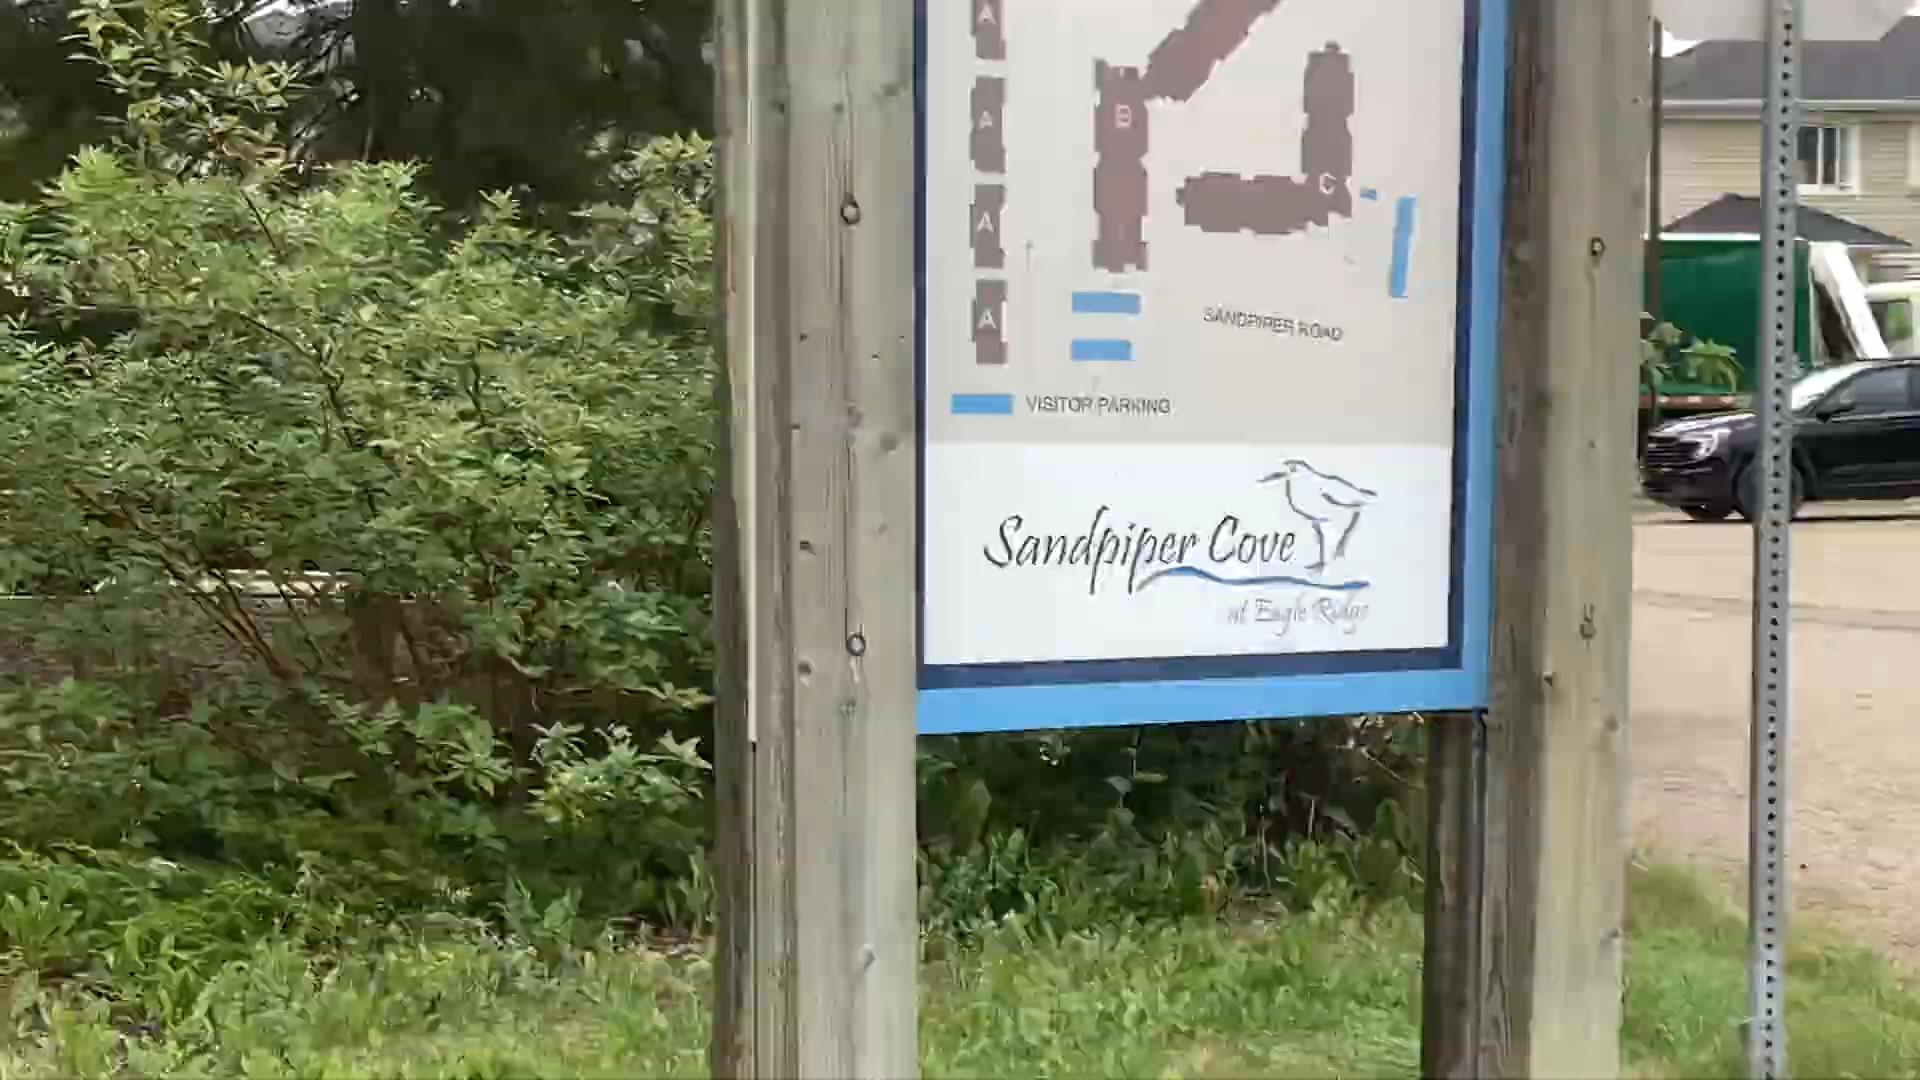 A
A
B
C
A
A
SANDPIPER ROAD
VISITOR PARKING
Sandpiper Cove
at Eagle Ridge